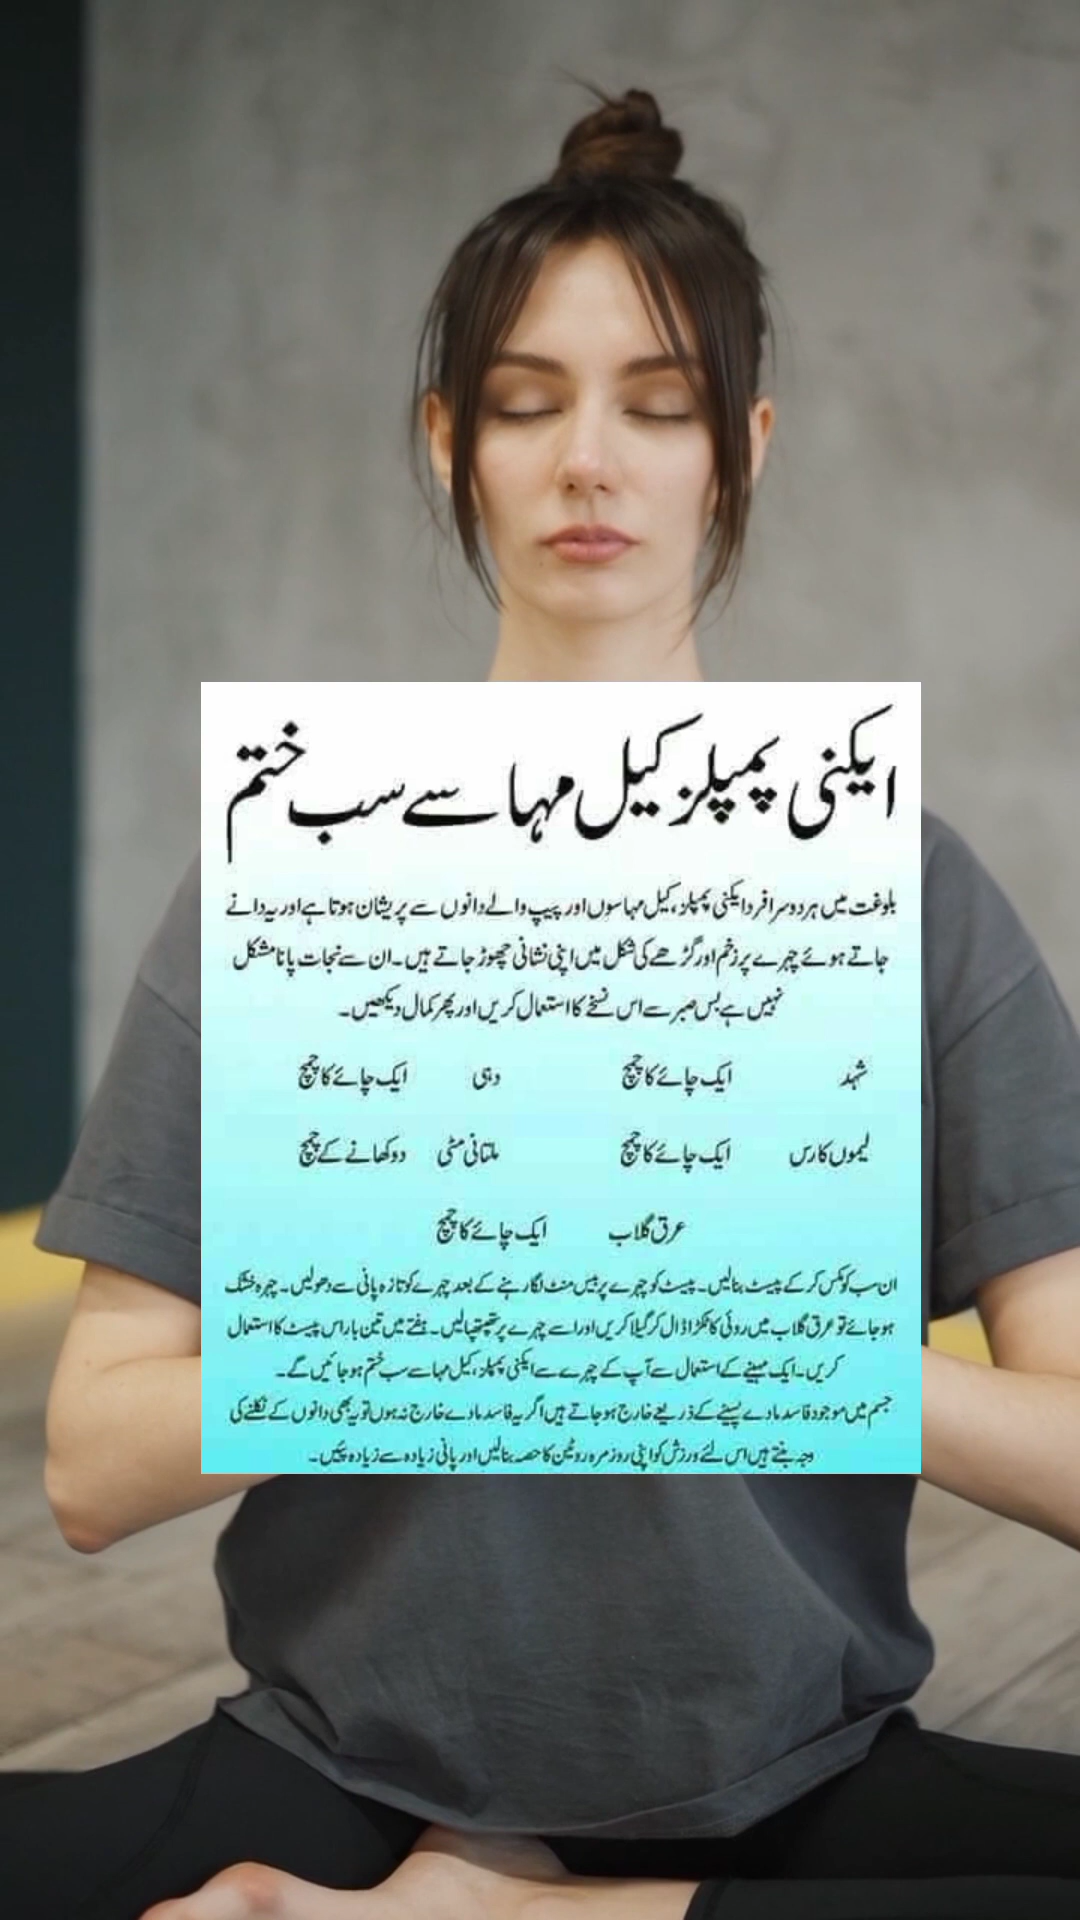 ایکنی پمپلز کیل مہاسے سب ختم
بلوغت میں ہر دوسرا فرد ایکنی پمپلز، کیل مہاسوں اور پیپ والے دانوں سے پریشان ہوتا ہے اور یہ دانے
جاتے ہوئے چہرے پر زخم اور گڑھے کی شکل میں اپنی نشانی چھوڑ جاتے ہیں۔ ان سے نجات پانا مشکل
نہیں ہے بس صبر سے اس نسخے کا استعمال کریں اور پھر کمال دیکھیں۔
شہد ایک چائے کا چمچ دہی ایک چائے کا چمچ
لیموں کا رس ایک چائے کا چمچ ملتانی مٹی دو کھانے کے چمچ
عرق گلاب ایک چائے کا چمچ
ان سب کو مکس کر کے پیسٹ بنالیں۔ پیسٹ کو چہرے پر بیس منٹ لگا رہنے کے بعد چہرے کو تازہ پانی سے دھولیں۔ چہرہ خشک
ہو جائے تو عرق گلاب میں روئی کا ٹکڑا ڈال کر گیلا کریں اور اسے چہرے پر تھپتھپالیں۔ ہفتے میں تین بار اس پیسٹ کا استعمال
کریں۔ ایک مہینے کے استعمال سے آپ کے چہرے سے ایکنی پمپلز، کیل مہاسے سب ختم ہو جائیں گے۔
جسم میں موجود فاسد مادے پسینے کے ذریعے خارج ہو جاتے ہیں اگر یہ فاسد مادے خارج نہ ہوں تو یہ بھی دانوں کے نکلنے کی
وجہ بنتے ہیں اس لئے ورزش کو اپنی روزمرہ روٹین کا حصہ بنالیں اور پانی زیادہ سے زیادہ پئیں۔